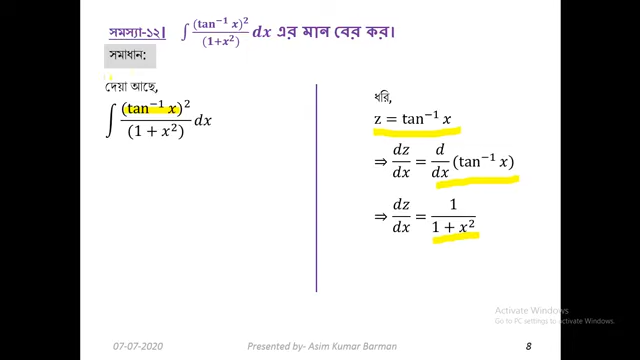 সমস্যা-১২। ∫ (tan⁻¹ x)² / (1+x²) dx এর মান বের কর।
সমাধান:
দেয়া আছে,
∫ (tan⁻¹ x)² / (1 + x²) dx
ধরি,
z = tan⁻¹ x
⇒ dz/dx = d/dx (tan⁻¹ x)
⇒ dz/dx = 1 / (1 + x²)
Activate Windows
Go to PC settings to activate Windows.
07-07-2020
Presented by- Asim Kumar Barman
8